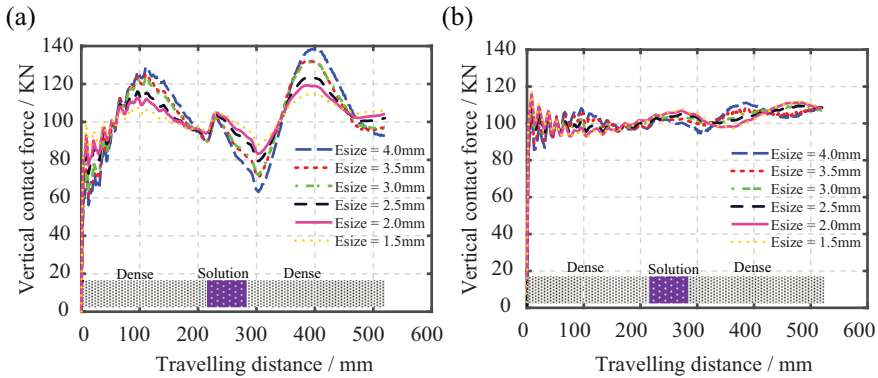 (a)
140
120
100
80
60
40
20
0
Vertical contact force / KN
Esize = 4.0mm
Esize = 3.5mm
Esize = 3.0mm
Esize = 2.5mm
Esize = 2.0mm
Esize = 1.5mm
Dense Solution Dense
0 100 200 300 400 500 600
Travelling distance / mm
(b)
140
120
100
80
60
40
20
0
Vertical contact force / KN
Esize = 4.0mm
Esize = 3.5mm
Esize = 3.0mm
Esize = 2.5mm
Esize = 2.0mm
Esize = 1.5mm
Dense Solution Dense
0 100 200 300 400 500 600
Travelling distance / mm